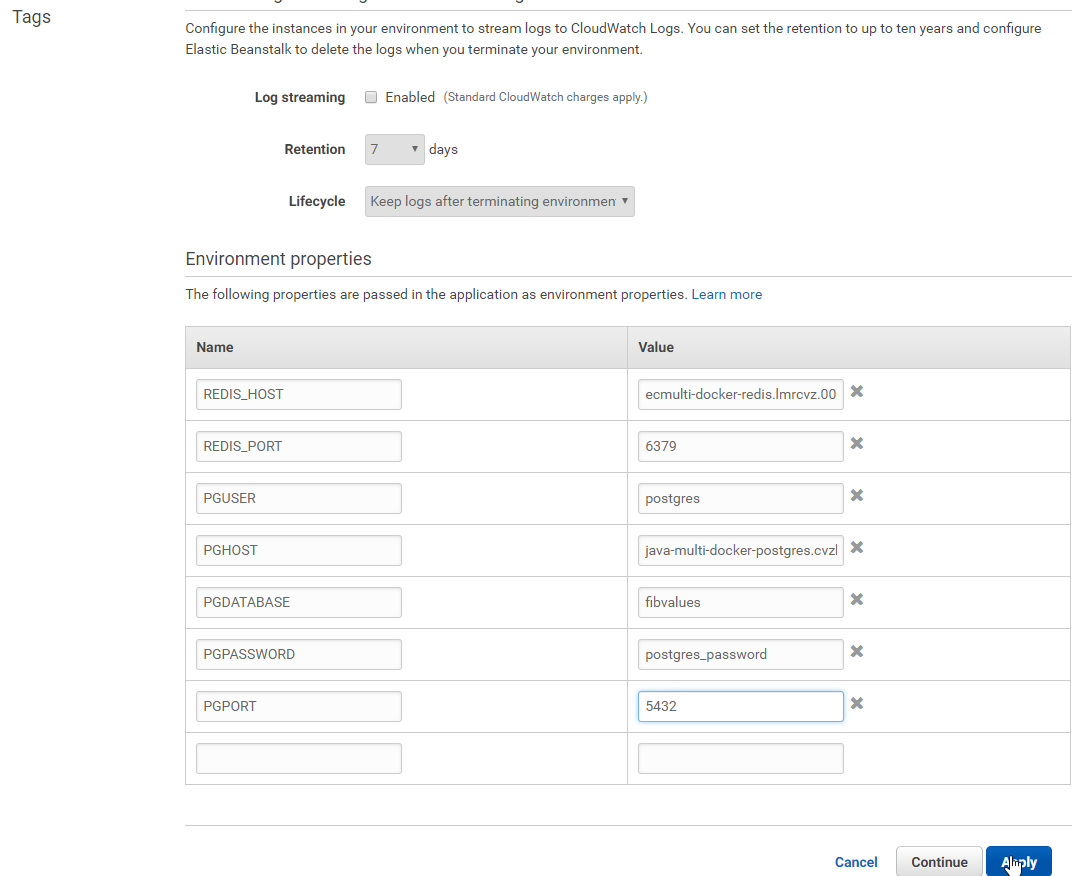 Tags
Configure the instances in your environment to stream logs to CloudWatch Logs. You can set the retention to up to ten years and configure
Elastic Beanstalk to delete the logs when you terminate your environment.
Log streaming Enabled (Standard CloudWatch charges apply.)
Retention 7 days
Lifecycle Keep logs after terminating environmen
Environment properties
The following properties are passed in the application as environment properties. Learn more
Name Value
REDIS_HOST ecmulti-docker-redis.lmrcvz.00
REDIS_PORT 6379
PGUSER postgres
PGHOST java-multi-docker-postgres.cvzl
PGDATABASE fibvalues
PGPASSWORD postgres_password
PGPORT 5432
Cancel Continue Apply